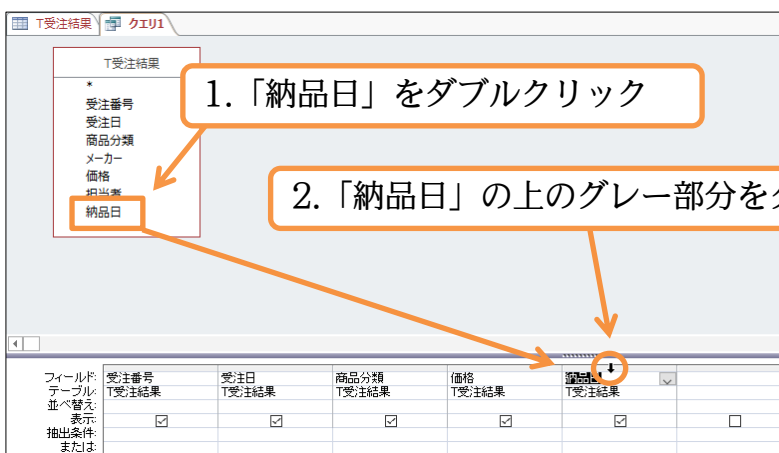 T受注結果 クエリ1
T受注結果
*
受注番号
受注日
商品分類
メーカー
価格
担当者
納品日
1.「納品日」をダブルクリック
2.「納品日」の上のグレー部分を
フィールド: 受注番号 受注日 商品分類 価格 納品日
テーブル: T受注結果 T受注結果 T受注結果 T受注結果 T受注結果
並べ替え:
表示:
抽出条件:
または: